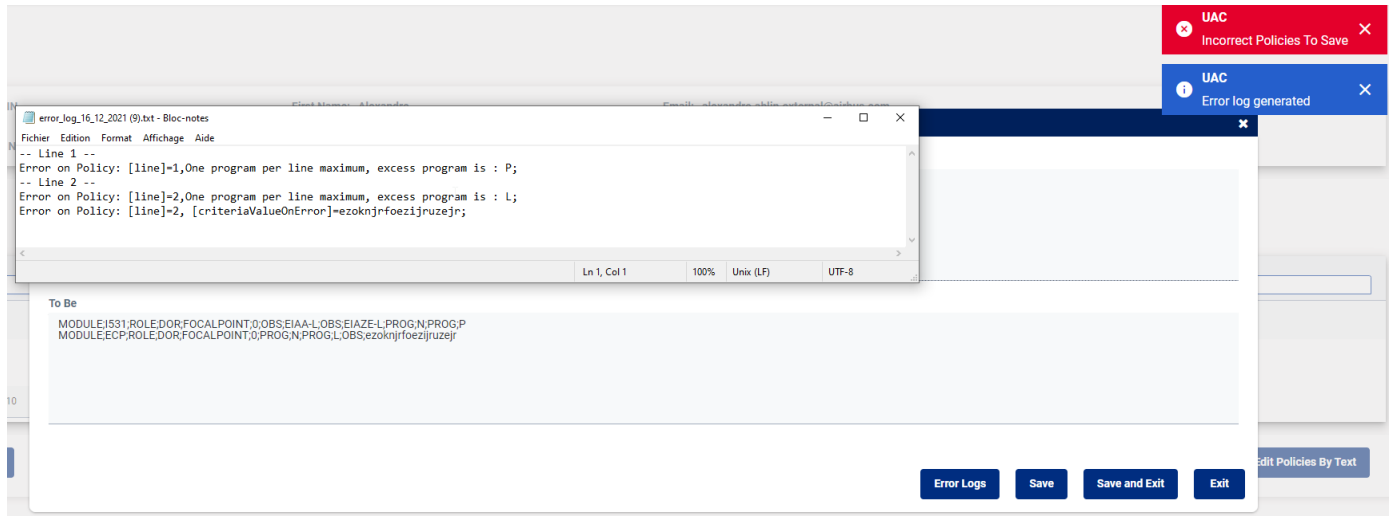 UAC
Incorrect Policies To Save
UAC
Error log generated
First Name: Alexandre
error_log_16_12_2021 (9).txt - Bloc-notes
Fichier Edition Format Affichage Aide
-- Line 1 --
Error on Policy: [line]=1,One program per line maximum, excess program is : P;
-- Line 2 --
Error on Policy: [line]=2,One program per line maximum, excess program is : L;
Error on Policy: [line]=2, [criteriaValueOnError]=ezoknjrfoezijruzejr;
Ln 1, Col 1 100% Unix (LF) UTF-8
To Be
MODULE;I531;ROLE;DOR;FOCALPOINT;0;OBS;EIAA-L;OBS;EIAZE-L;PROG;N;PROG;P
MODULE;ECP;ROLE;DOR;FOCALPOINT;0;PROG;N;PROG;L;OBS;ezoknjrfoezijruzejr
10
Edit Policies By Text
Error Logs Save Save and Exit Exit